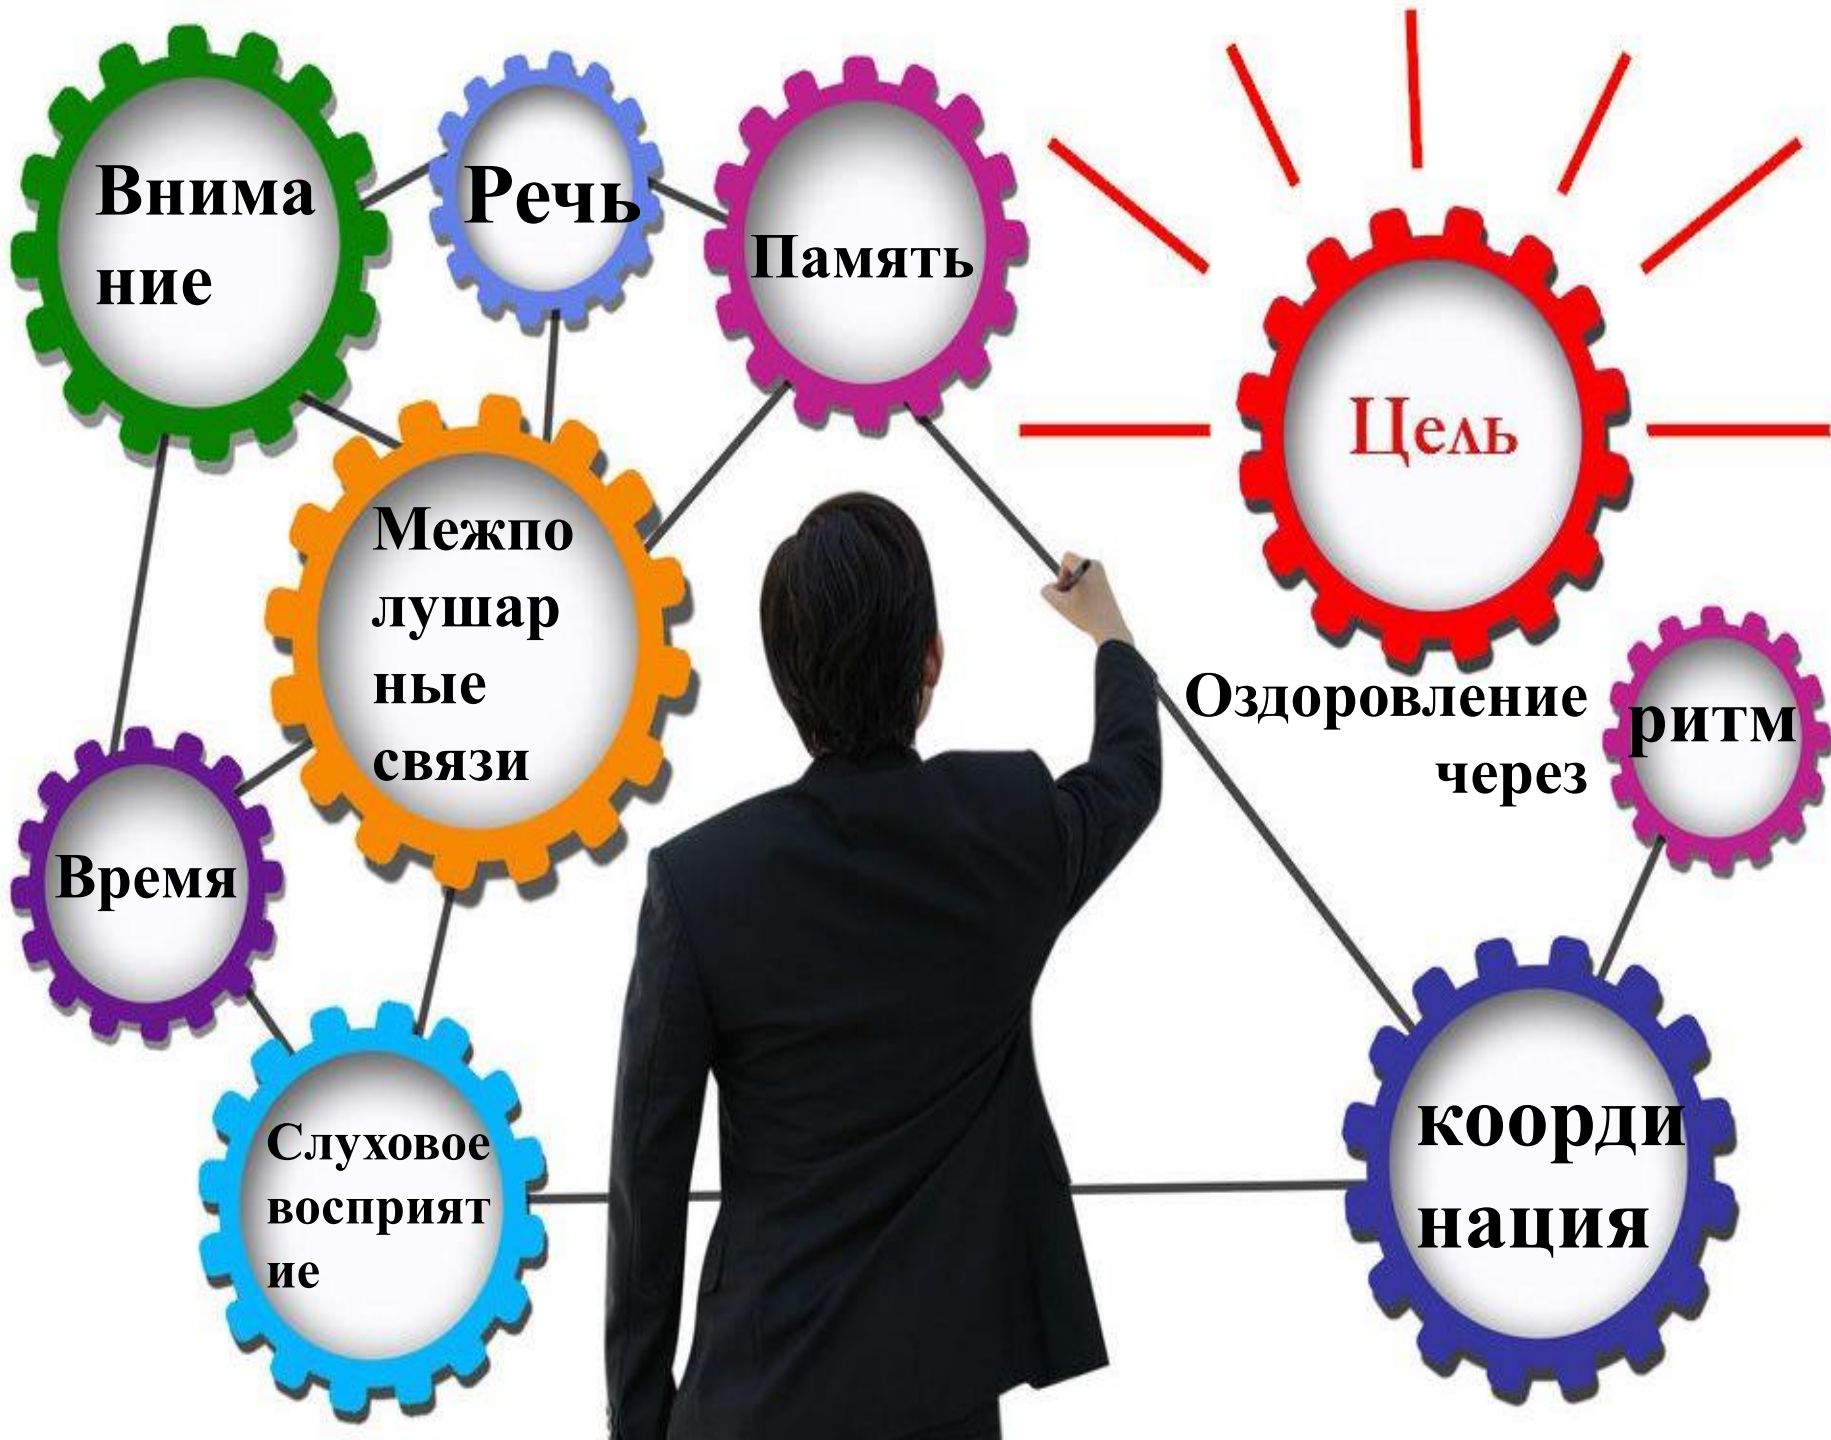 Внима
ние
Речь
Память
Цель
Межпо
лушар
ные
связи
Оздоровление
через
ритм
Время
Слуховое
восприят
ие
коорди
нация